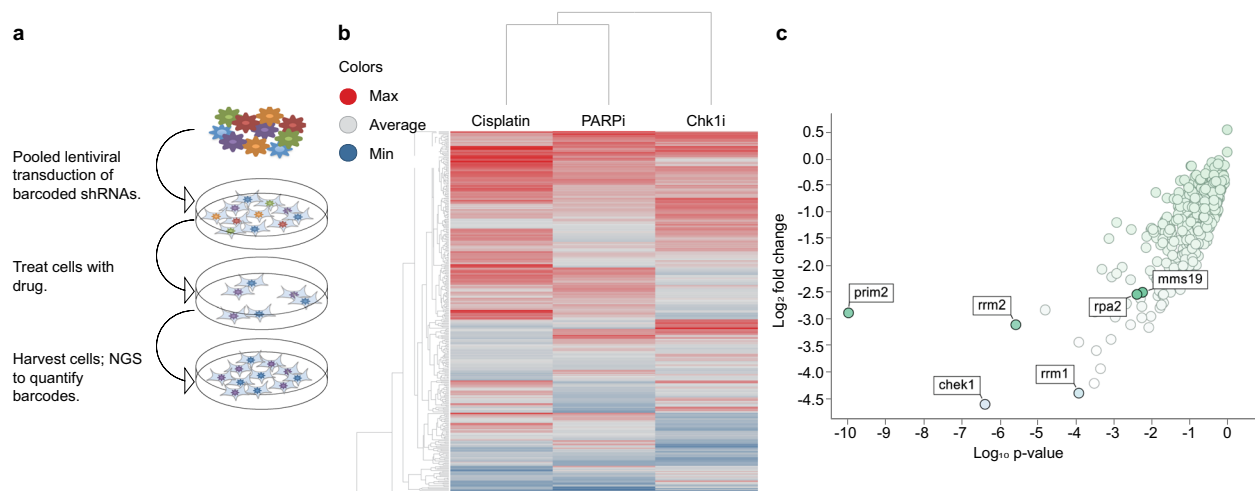 a
Pooled lentiviral
transduction of
barcoded shRNAs.
Treat cells with
drug.
Harvest cells; NGS
to quantify
barcodes.
b
Colors
Max
Average
Min
Cisplatin PARPi Chk1i
c
Log₂ fold change
0.5
0.0
-0.5
-1.0
-1.5
-2.0
-2.5
-3.0
-3.5
-4.0
-4.5
prim2
rrm2
mms19
rpa2
rrm1
chek1
-10 -9 -8 -7 -6 -5 -4 -3 -2 -1 0
Log₁₀ p-value